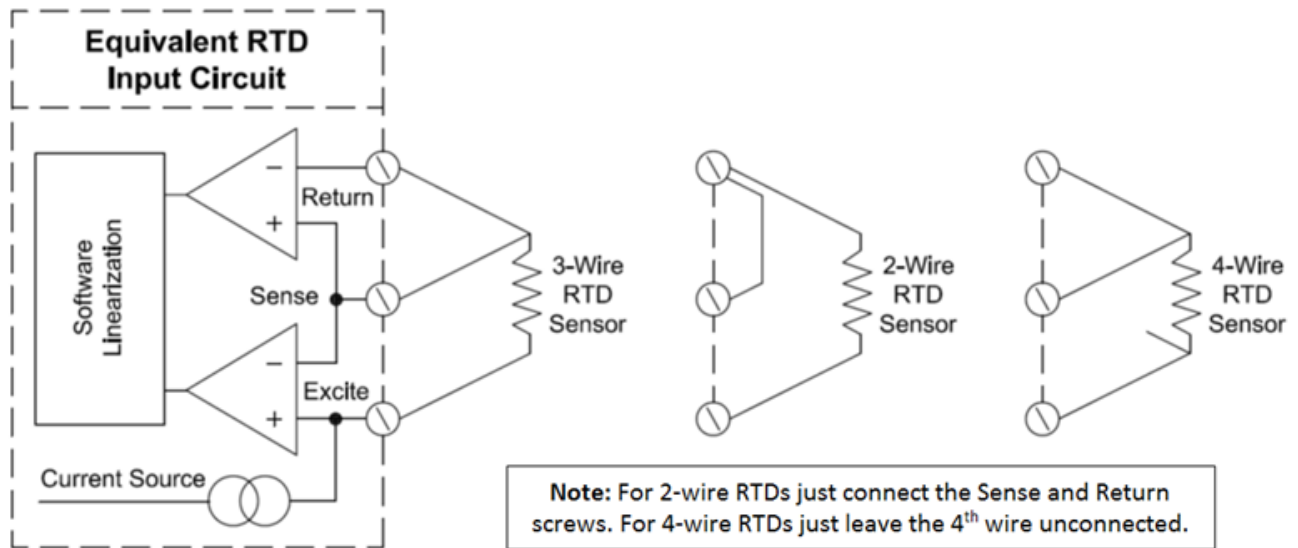 Equivalent RTD
Input Circuit
Software
Linearization
−
Return
+
Sense
−
Excite
+
Current Source
3-Wire
RTD
Sensor
2-Wire
RTD
Sensor
4-Wire
RTD
Sensor
Note: For 2-wire RTDs just connect the Sense and Return
screws. For 4-wire RTDs just leave the 4th wire unconnected.